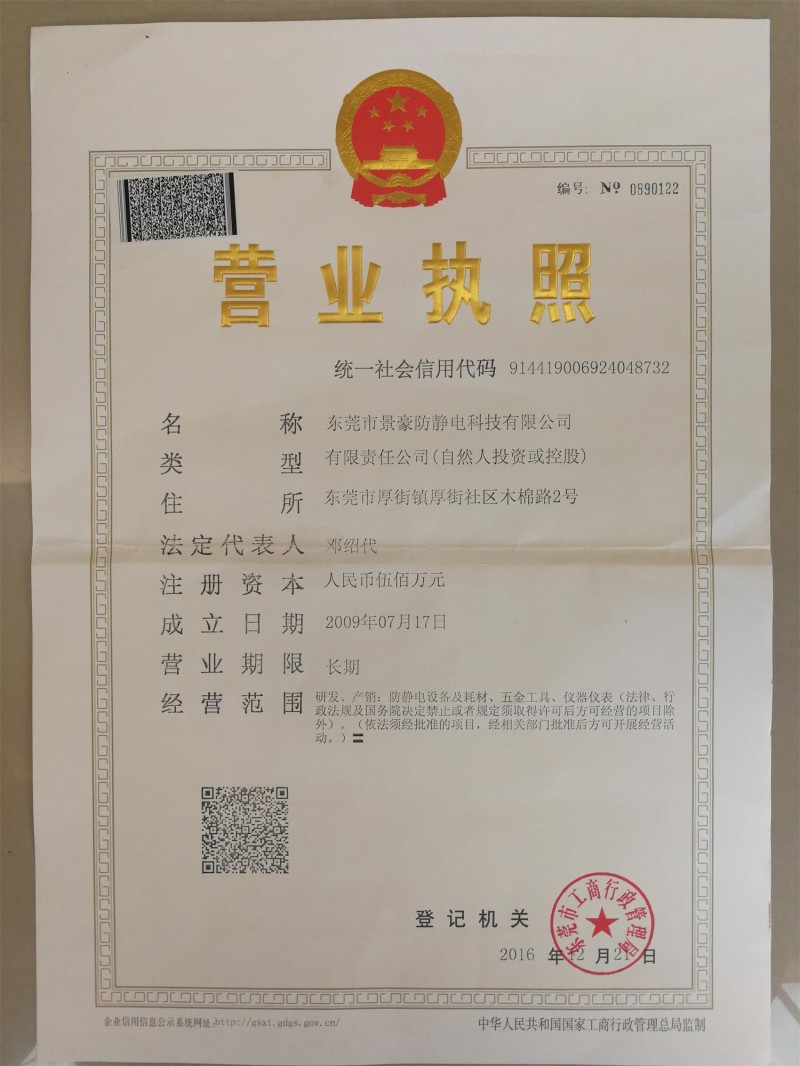 编号: № 0890122
营业执照
统一社会信用代码 914419006924048732
名称 东莞市景豪防静电科技有限公司
类型 有限责任公司(自然人投资或控股)
住所 东莞市厚街镇厚街社区木棉路2号
法定代表人 邓绍代
注册资本 人民币伍佰万元
成立日期 2009年07月17日
营业期限 长期
经营范围 研发、产销：防静电设备及耗材、五金工具、仪器仪表（法律、行
政法规及国务院决定禁止或者规定须取得许可后方可经营的项目除
外）。（依法须经批准的项目，经相关部门批准后方可开展经营活
动。）〓
东莞市工商行政管理局
登记机关
2016 年12 月21日
企业信用信息公示系统网址:http://gsxt.gdgs.gov.cn/
中华人民共和国国家工商行政管理总局监制